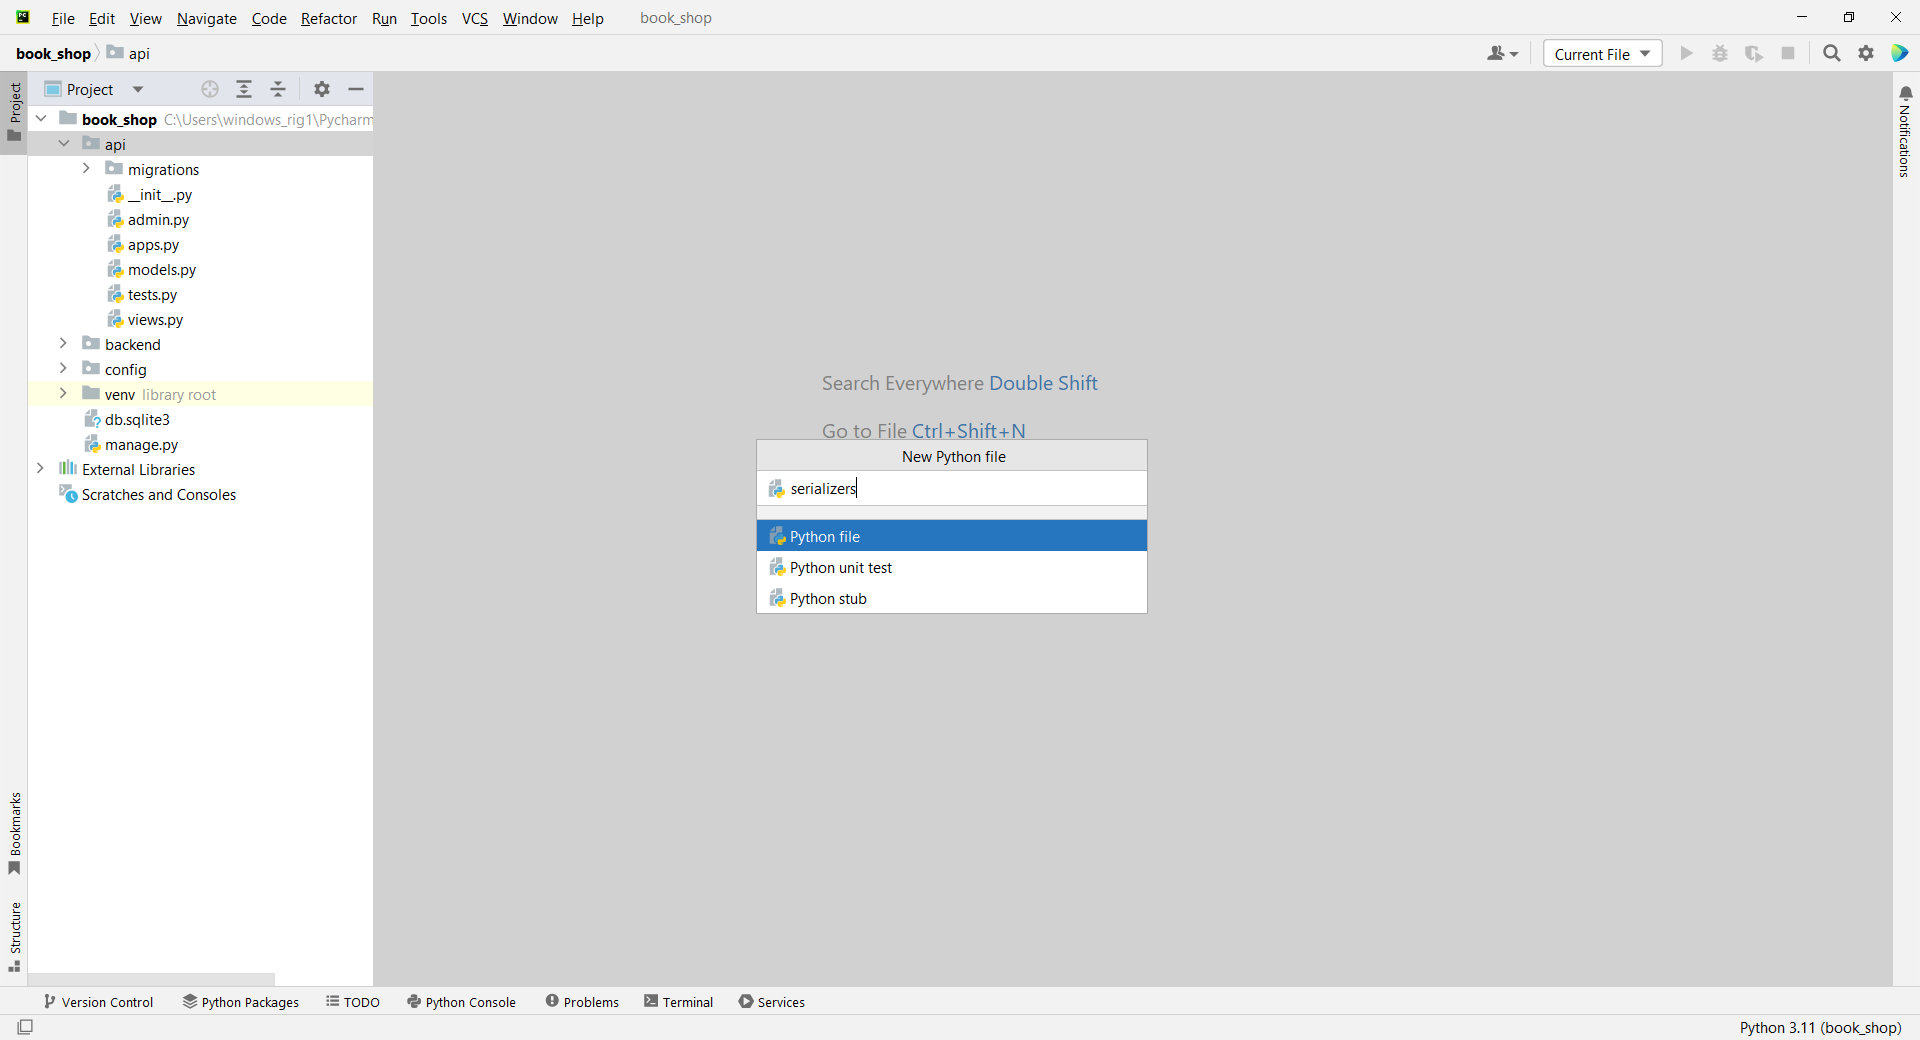 File Edit View Navigate Code Refactor Run Tools VCS Window Help book_shop
book_shop api
Current File
Project
Project
book_shop C:\Users\windows_rig1\Pycharm
api
migrations
__init__.py
admin.py
apps.py
models.py
tests.py
views.py
backend
config
venv library root
db.sqlite3
manage.py
External Libraries
Scratches and Consoles
Search Everywhere Double Shift
Go to File Ctrl+Shift+N
New Python file
serializers
Python file
Python unit test
Python stub
Notifications
Bookmarks
Structure
Version Control Python Packages TODO Python Console Problems Terminal Services
Python 3.11 (book_shop)